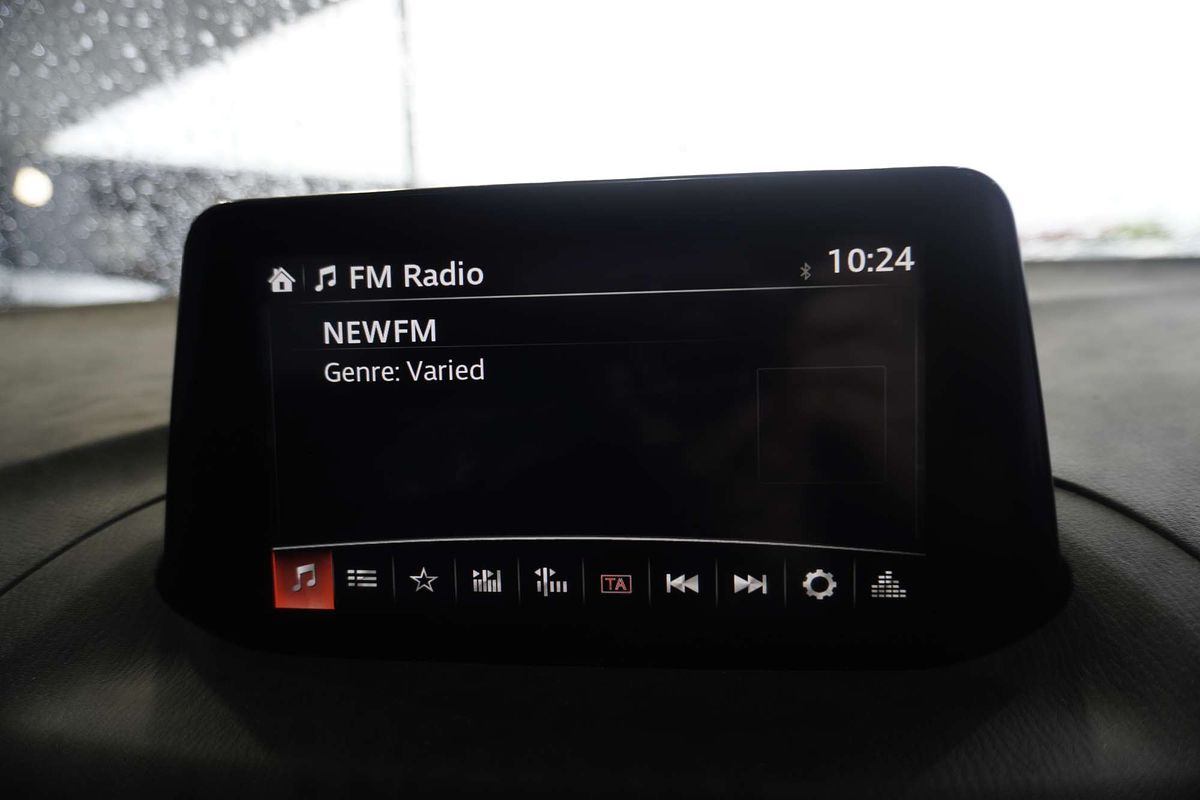 FM Radio
10:24
NEWFM
Genre: Varied
TA